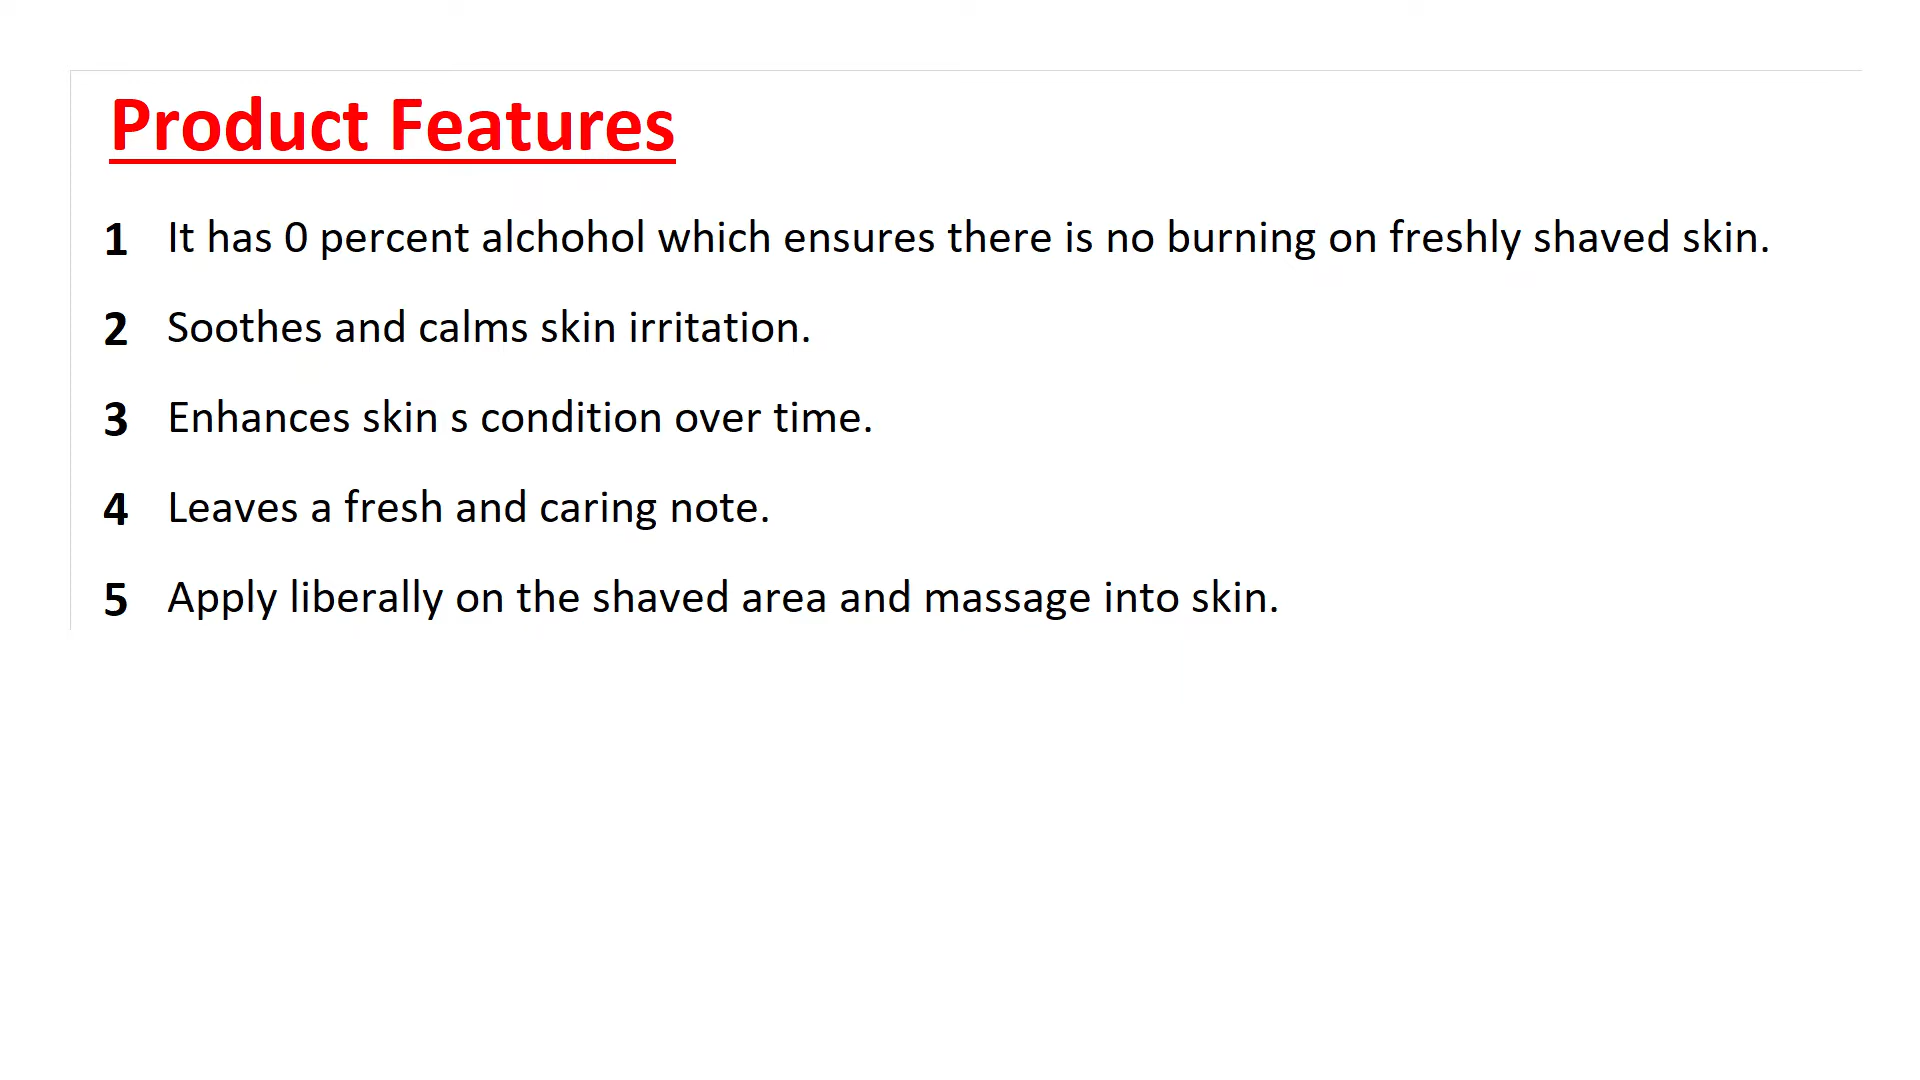 Product Features
1 It has 0 percent alchohol which ensures there is no burning on freshly shaved skin.
2 Soothes and calms skin irritation.
3 Enhances skin s condition over time.
4 Leaves a fresh and caring note.
5 Apply liberally on the shaved area and massage into skin.